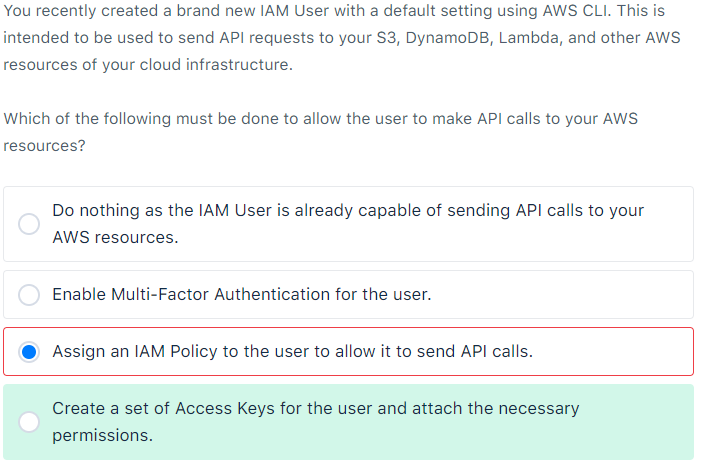 You recently created a brand new IAM User with a default setting using AWS CLI. This is
intended to be used to send API requests to your S3, DynamoDB, Lambda, and other AWS
resources of your cloud infrastructure.
Which of the following must be done to allow the user to make API calls to your AWS
resources?
Do nothing as the IAM User is already capable of sending API calls to your
AWS resources.
Enable Multi-Factor Authentication for the user.
Assign an IAM Policy to the user to allow it to send API calls.
Create a set of Access Keys for the user and attach the necessary
permissions.